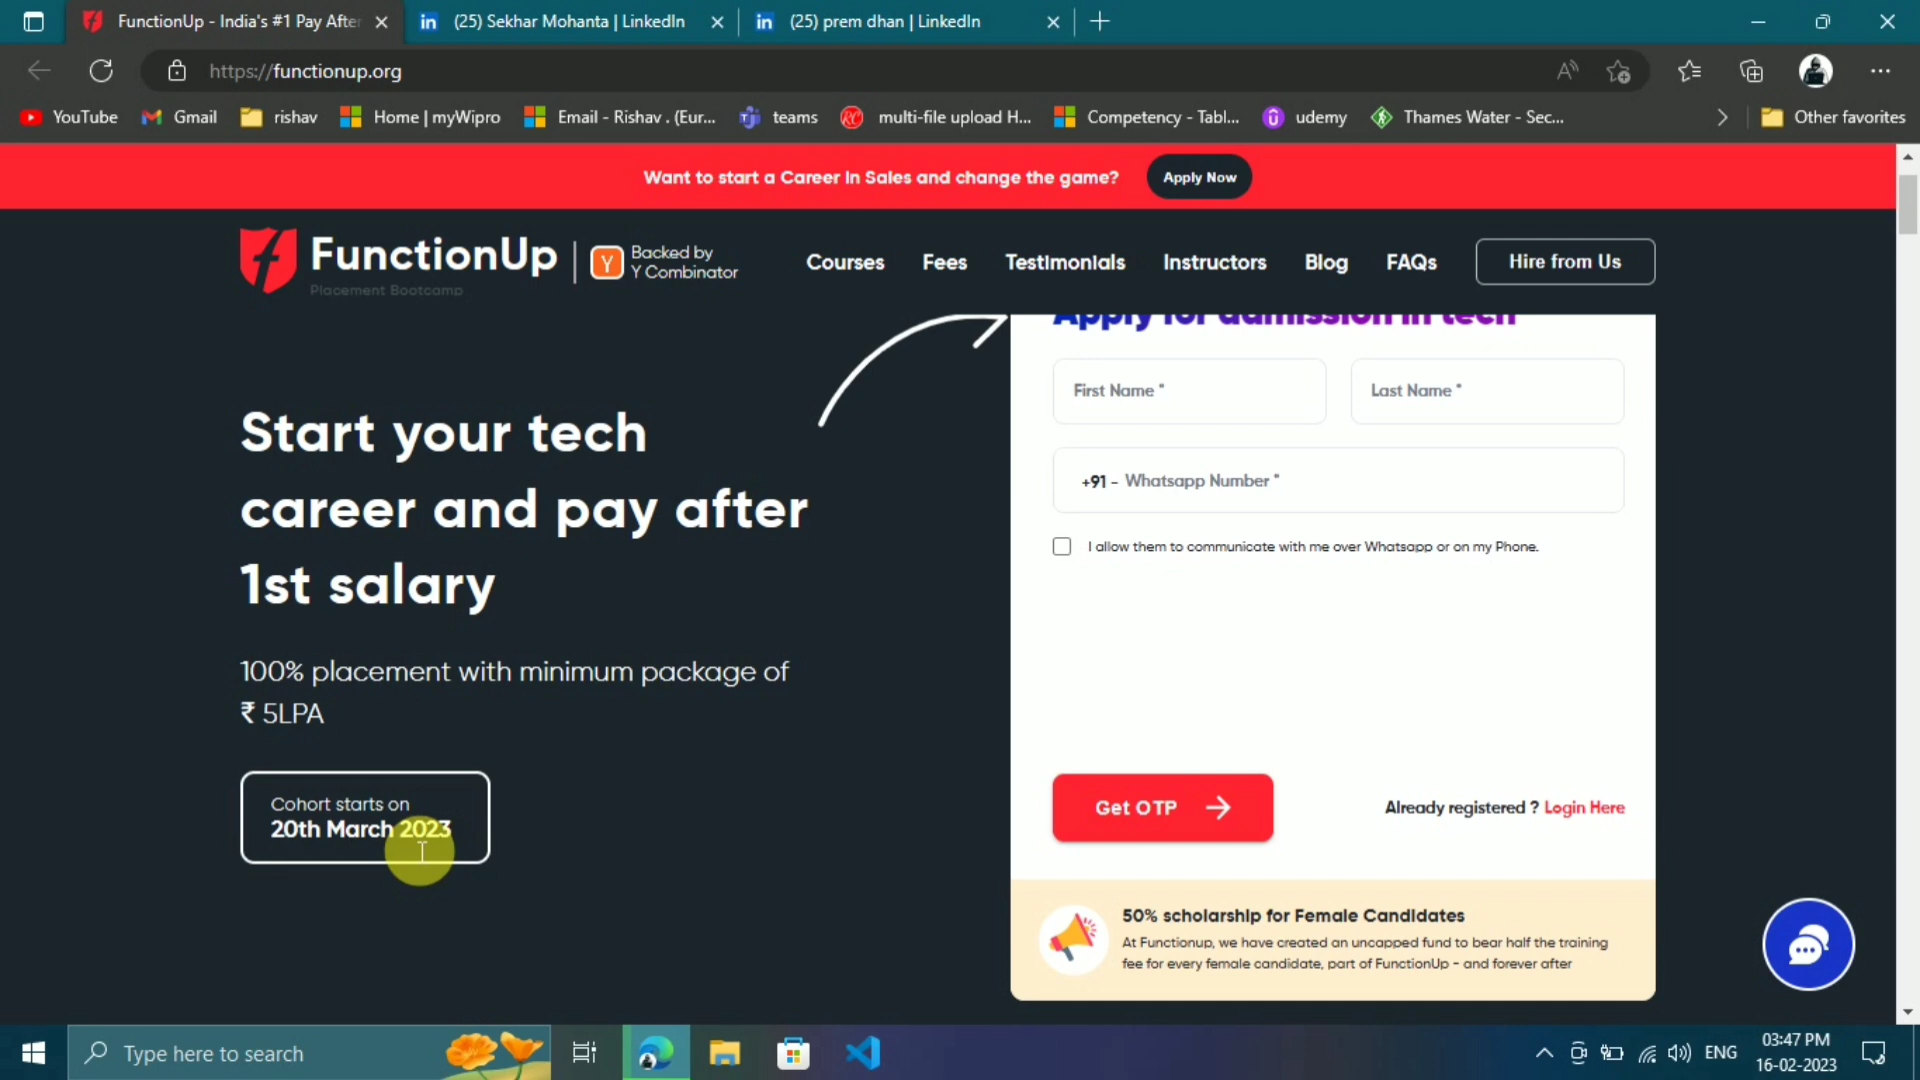 FunctionUp - India's #1 Pay After
(25) Sekhar Mohanta | LinkedIn
(25) prem dhan | LinkedIn
https://functionup.org
YouTube
Gmail
rishav
Home | myWipro
Email - Rishav . (Eur...
teams
multi-file upload H...
Competency - Tabl...
udemy
Thames Water - Sec...
Other favorites
Want to start a Career in Sales and change the game?
Apply Now
FunctionUp
Placement Bootcamp
Backed by
Y Combinator
Courses
Fees
Testimonials
Instructors
Blog
FAQs
Hire from Us
Start your tech
career and pay after
1st salary
100% placement with minimum package of
₹ 5LPA
Cohort starts on
20th March 2023
Apply for admission in tech
First Name *
Last Name *
+91 - Whatsapp Number *
I allow them to communicate with me over Whatsapp or on my Phone.
Get OTP
Already registered ? Login Here
50% scholarship for Female Candidates
At Functionup, we have created an uncapped fund to bear half the training
fee for every female candidate, part of FunctionUp - and forever after
Type here to search
ENG
03:47 PM
16-02-2023